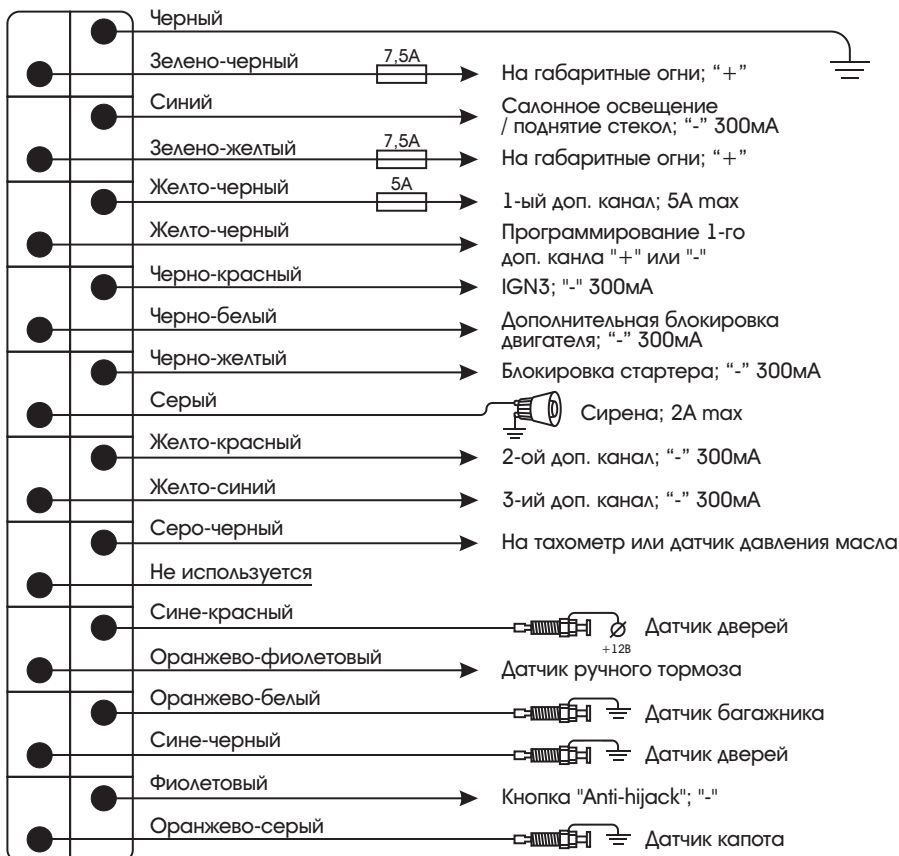 Черный
Зелено-черный
7,5А
На габаритные огни; “+”
Синий
Салонное освещение
/ поднятие стекол; “-” 300мА
Зелено-желтый
7,5А
На габаритные огни; “+”
Желто-черный
5А
1-ый доп. канал; 5А max
Желто-черный
Программирование 1-го
доп. канла "+" или "-"
Черно-красный
IGN3; "-" 300мА
Черно-белый
Дополнительная блокировка
двигателя; “-” 300мА
Черно-желтый
Блокировка стартера; “-” 300мА
Серый
Сирена; 2А max
Желто-красный
2-ой доп. канал; “-” 300мА
Желто-синий
3-ий доп. канал; “-” 300мА
Серо-черный
На тахометр или датчик давления масла
Не используется
Сине-красный
+12В
Датчик дверей
Оранжево-фиолетовый
Датчик ручного тормоза
Оранжево-белый
Датчик багажника
Сине-черный
Датчик дверей
Фиолетовый
Кнопка "Anti-hijack"; "-"
Оранжево-серый
Датчик капота